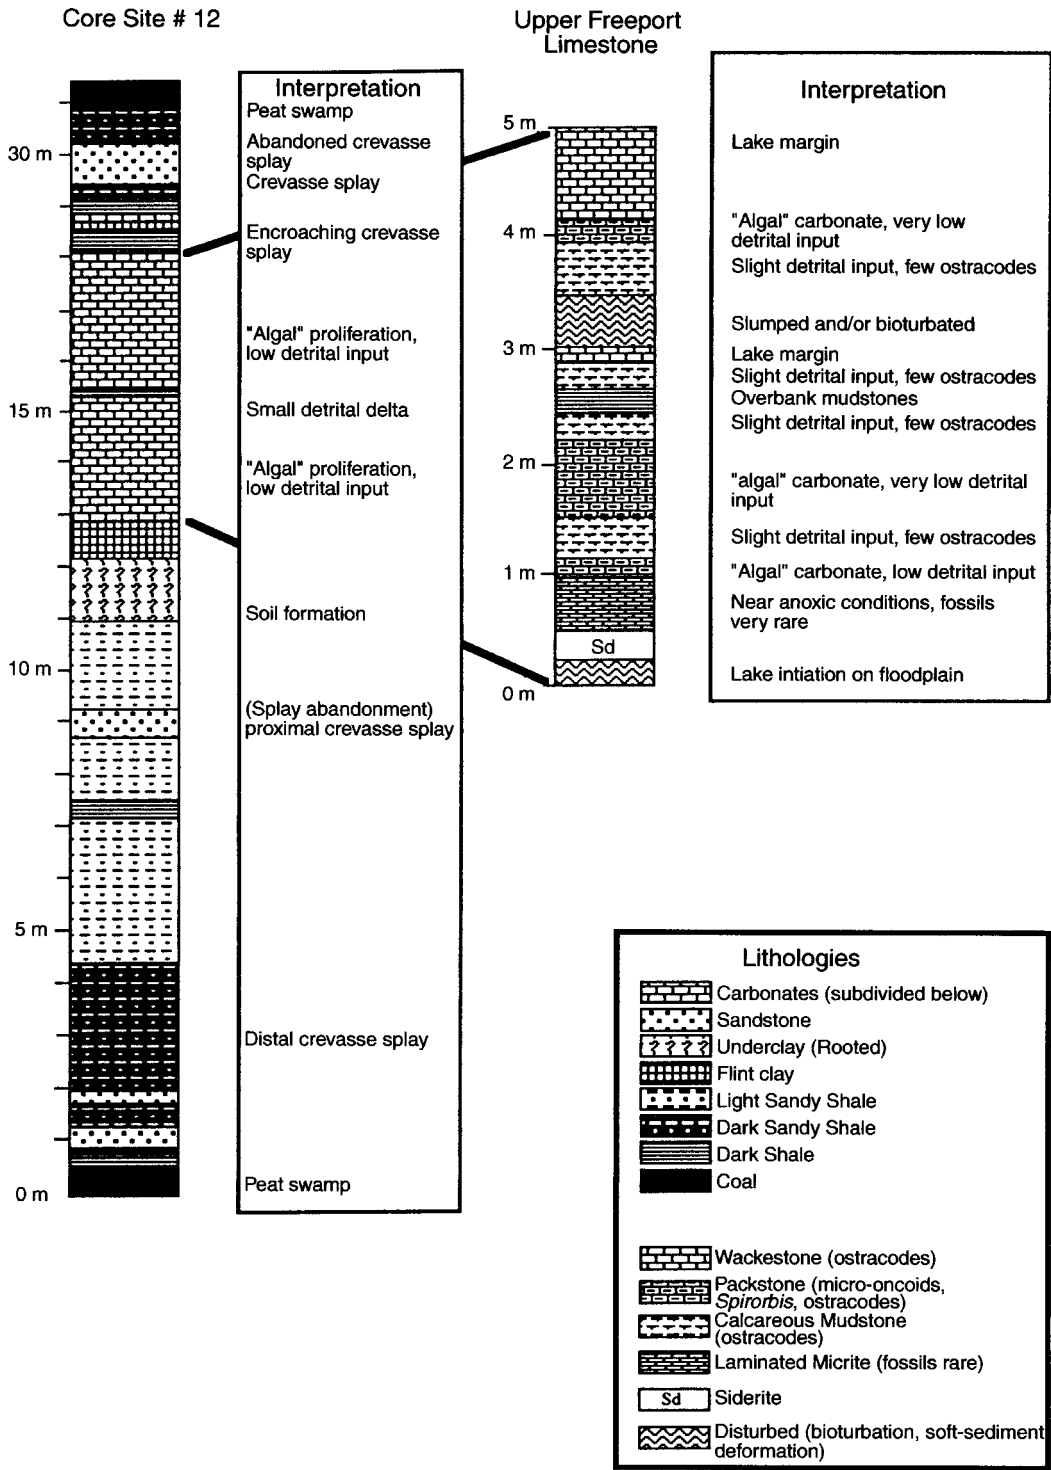 Core Site # 12
30 m
15 m
10 m
5 m
0 m
Interpretation
Peat swamp
Abandoned crevasse
splay
Crevasse splay
Encroaching crevasse
splay
"Algal" proliferation,
low detrital input
Small detrital delta
"Algal" proliferation,
low detrital input
Soil formation
(Splay abandonment)
proximal crevasse splay
Distal crevasse splay
Peat swamp
Upper Freeport
Limestone
5 m
4 m
3 m
2 m
1 m
Sd
0 m
Interpretation
Lake margin
"Algal" carbonate, very low
detrital input
Slight detrital input, few ostracodes
Slumped and/or bioturbated
Lake margin
Slight detrital input, few ostracodes
Overbank mudstones
Slight detrital input, few ostracodes
"algal" carbonate, very low detrital
input
Slight detrital input, few ostracodes
"Algal" carbonate, low detrital input
Near anoxic conditions, fossils
very rare
Lake intiation on floodplain
Lithologies
Carbonates (subdivided below)
Sandstone
Underclay (Rooted)
Flint clay
Light Sandy Shale
Dark Sandy Shale
Dark Shale
Coal
Wackestone (ostracodes)
Packstone (micro-oncoids,
Spirorbis, ostracodes)
Calcareous Mudstone
(ostracodes)
Laminated Micrite (fossils rare)
Sd Siderite
Disturbed (bioturbation, soft-sediment
deformation)